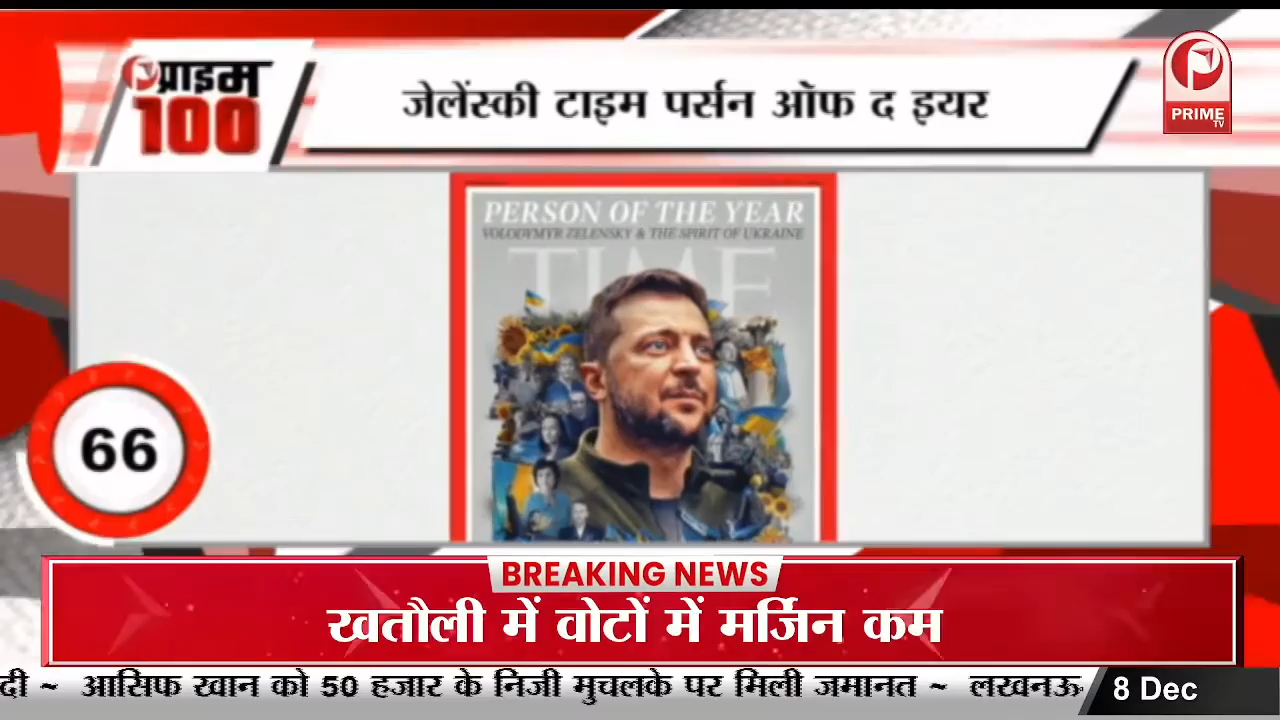 प्राइम
100
जेलेंस्की टाइम पर्सन ऑफ द इयर
PRIME
TV
PERSON OF THE YEAR
VOLODYMYR ZELENSKY & THE SPIRIT OF UKRAINE
TIME
66
BREAKING NEWS
खतौली में वोटों में मर्जिन कम
दी ~ आसिफ खान को 50 हजार के निजी मुचलके पर मिली जमानत ~ लखनऊ
8 Dec